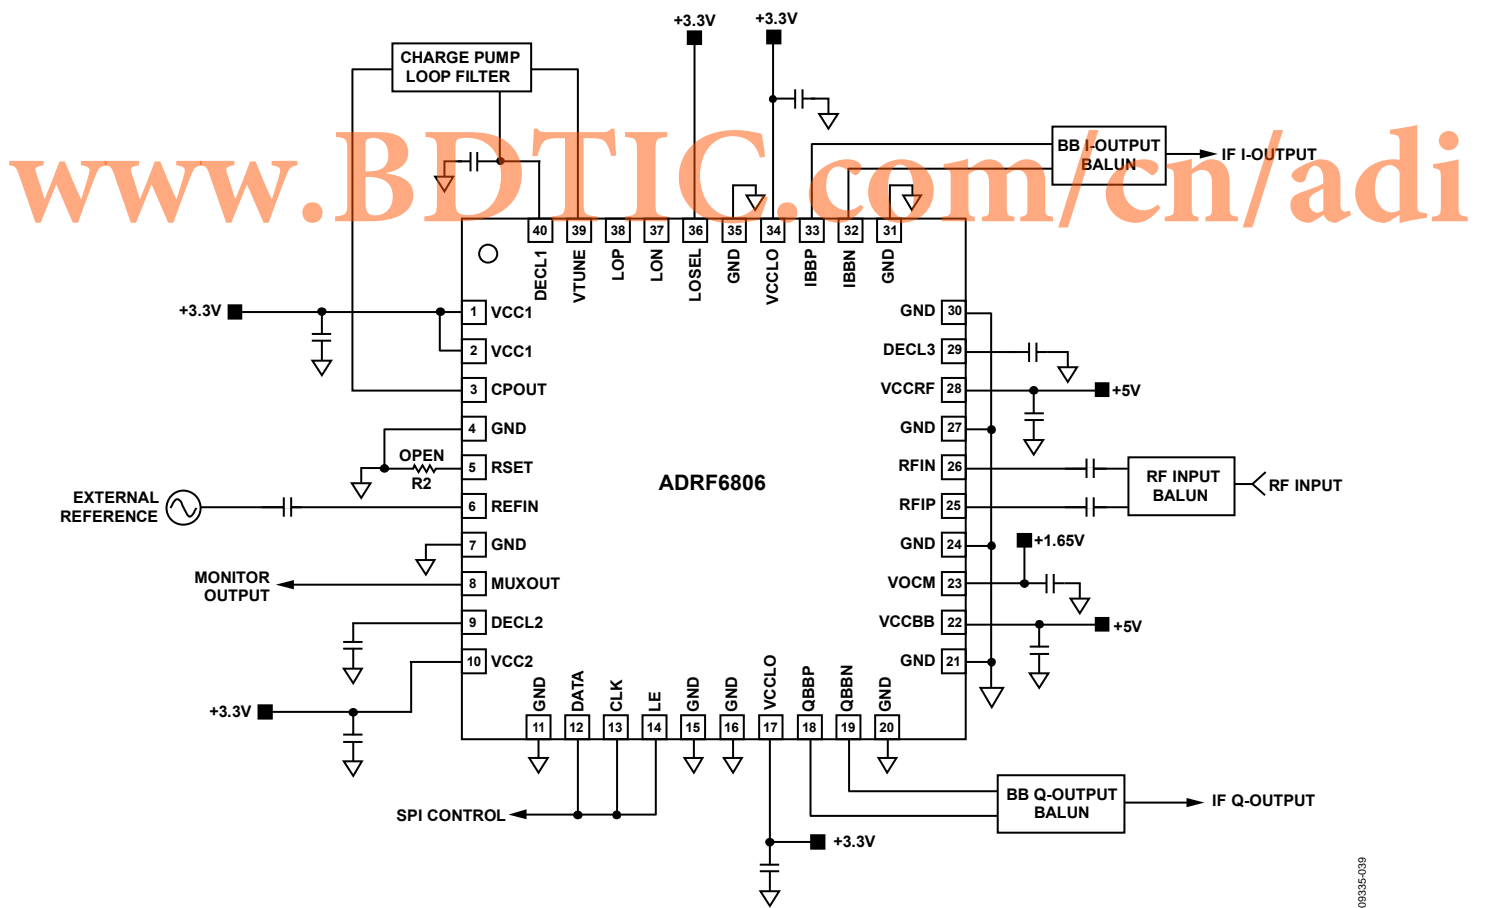 +3.3V
+3.3V
CHARGE PUMP
LOOP FILTER
www.BDTIC.com/cn/adi
BB I-OUTPUT
BALUN
IF I-OUTPUT
40
39
38
37
36
35
34
33
32
31
DECL1
VTUNE
LOP
LON
LOSEL
GND
VCCLO
IBBP
IBBN
GND
+3.3V
1
VCC1
2
VCC1
3
CPOUT
4
GND
OPEN
R2
5
RSET
EXTERNAL
REFERENCE
6
REFIN
7
GND
MONITOR
OUTPUT
8
MUXOUT
9
DECL2
10
VCC2
+3.3V
ADRF6806
GND
30
DECL3
29
VCCRF
28
+5V
GND
27
RFIN
26
RF INPUT
BALUN
RF INPUT
RFIP
25
GND
24
+1.65V
VOCM
23
VCCBB
22
+5V
GND
21
GND
DATA
CLK
LE
GND
GND
VCCLO
QBBP
QBBN
GND
11
12
13
14
15
16
17
18
19
20
SPI CONTROL
BB Q-OUTPUT
BALUN
IF Q-OUTPUT
+3.3V
09335-039